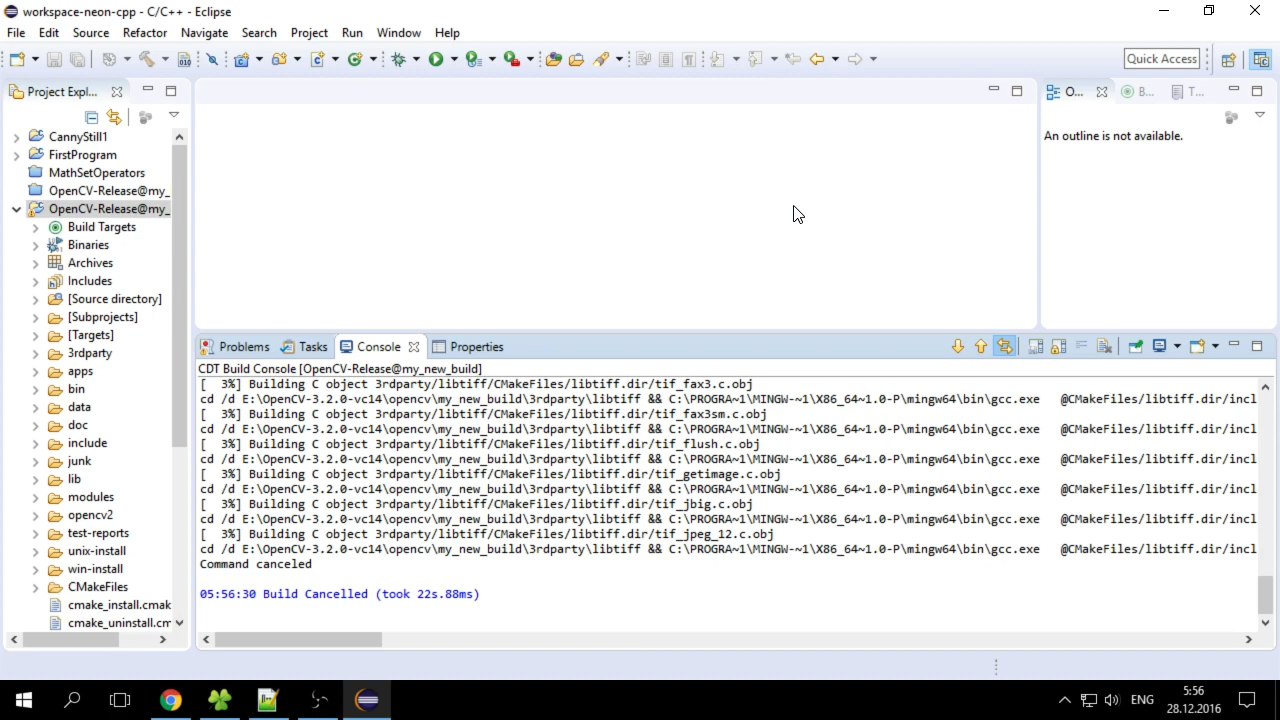 workspace-neon-cpp - C/C++ - Eclipse
File Edit Source Refactor Navigate Search Project Run Window Help
Quick Access
Project Expl...
O...
B...
T...
An outline is not available.
CannyStill1
FirstProgram
MathSetOperators
OpenCV-Release@my_
OpenCV-Release@my_
Build Targets
Binaries
Archives
Includes
[Source directory]
[Subprojects]
[Targets]
3rdparty
apps
bin
data
doc
include
junk
lib
modules
opencv2
test-reports
unix-install
win-install
CMakeFiles
cmake_install.cmak
cmake_uninstall.cm
Problems Tasks Console Properties
CDT Build Console [OpenCV-Release@my_new_build]
[  3%] Building C object 3rdparty/libtiff/CMakeFiles/libtiff.dir/tif_fax3.c.obj
cd /d E:\OpenCV-3.2.0-vc14\opencv\my_new_build\3rdparty\libtiff && C:\PROGRA~1\MINGW-~1\X86_64~1.0-P\mingw64\bin\gcc.exe   @CMakeFiles/libtiff.dir/incl
[  3%] Building C object 3rdparty/libtiff/CMakeFiles/libtiff.dir/tif_fax3sm.c.obj
cd /d E:\OpenCV-3.2.0-vc14\opencv\my_new_build\3rdparty\libtiff && C:\PROGRA~1\MINGW-~1\X86_64~1.0-P\mingw64\bin\gcc.exe   @CMakeFiles/libtiff.dir/incl
[  3%] Building C object 3rdparty/libtiff/CMakeFiles/libtiff.dir/tif_flush.c.obj
cd /d E:\OpenCV-3.2.0-vc14\opencv\my_new_build\3rdparty\libtiff && C:\PROGRA~1\MINGW-~1\X86_64~1.0-P\mingw64\bin\gcc.exe   @CMakeFiles/libtiff.dir/incl
[  3%] Building C object 3rdparty/libtiff/CMakeFiles/libtiff.dir/tif_getimage.c.obj
cd /d E:\OpenCV-3.2.0-vc14\opencv\my_new_build\3rdparty\libtiff && C:\PROGRA~1\MINGW-~1\X86_64~1.0-P\mingw64\bin\gcc.exe   @CMakeFiles/libtiff.dir/incl
[  3%] Building C object 3rdparty/libtiff/CMakeFiles/libtiff.dir/tif_jbig.c.obj
cd /d E:\OpenCV-3.2.0-vc14\opencv\my_new_build\3rdparty\libtiff && C:\PROGRA~1\MINGW-~1\X86_64~1.0-P\mingw64\bin\gcc.exe   @CMakeFiles/libtiff.dir/incl
[  3%] Building C object 3rdparty/libtiff/CMakeFiles/libtiff.dir/tif_jpeg_12.c.obj
cd /d E:\OpenCV-3.2.0-vc14\opencv\my_new_build\3rdparty\libtiff && C:\PROGRA~1\MINGW-~1\X86_64~1.0-P\mingw64\bin\gcc.exe   @CMakeFiles/libtiff.dir/incl
Command canceled
05:56:30 Build Cancelled (took 22s.88ms)
ENG
5:56
28.12.2016